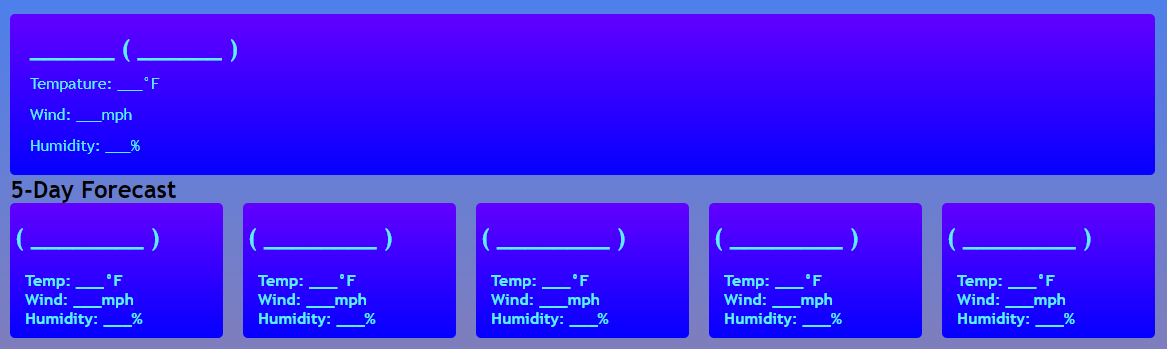 ______ ( ______ )
Tempature: ___°F
Wind: ___mph
Humidity: ___%
5-Day Forecast
( ________ )
Temp: ___°F
Wind: ___mph
Humidity: ___%
( ________ )
Temp: ___°F
Wind: ___mph
Humidity: ___%
( ________ )
Temp: ___°F
Wind: ___mph
Humidity: ___%
( ________ )
Temp: ___°F
Wind: ___mph
Humidity: ___%
( ________ )
Temp: ___°F
Wind: ___mph
Humidity: ___%